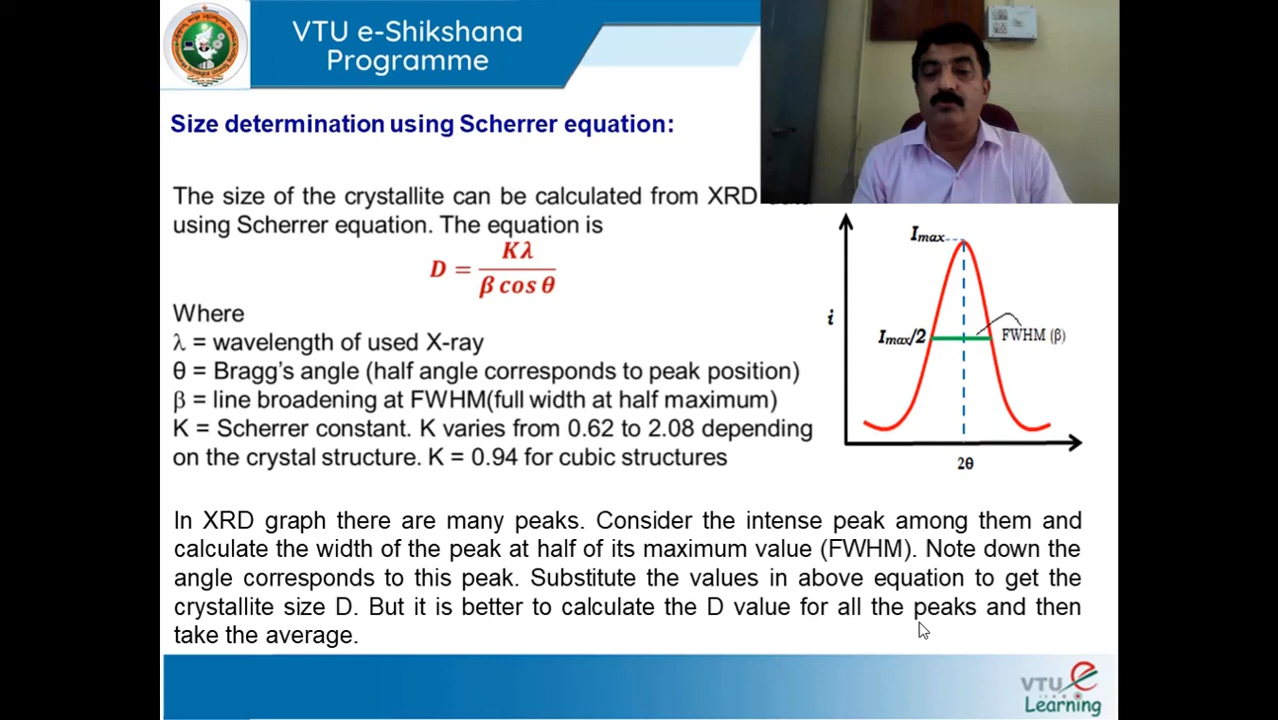 VTU e-Shikshana
Programme
Size determination using Scherrer equation:
The size of the crystallite can be calculated from XRD
using Scherrer equation. The equation is
D = Kλ / β cos θ
Where
λ = wavelength of used X-ray
θ = Bragg's angle (half angle corresponds to peak position)
β = line broadening at FWHM(full width at half maximum)
K = Scherrer constant. K varies from 0.62 to 2.08 depending
on the crystal structure. K = 0.94 for cubic structures
Imax
i
Imax/2
FWHM (β)
2θ
In XRD graph there are many peaks. Consider the intense peak among them and
calculate the width of the peak at half of its maximum value (FWHM). Note down the
angle corresponds to this peak. Substitute the values in above equation to get the
crystallite size D. But it is better to calculate the D value for all the peaks and then
take the average.
VTU e
Learning